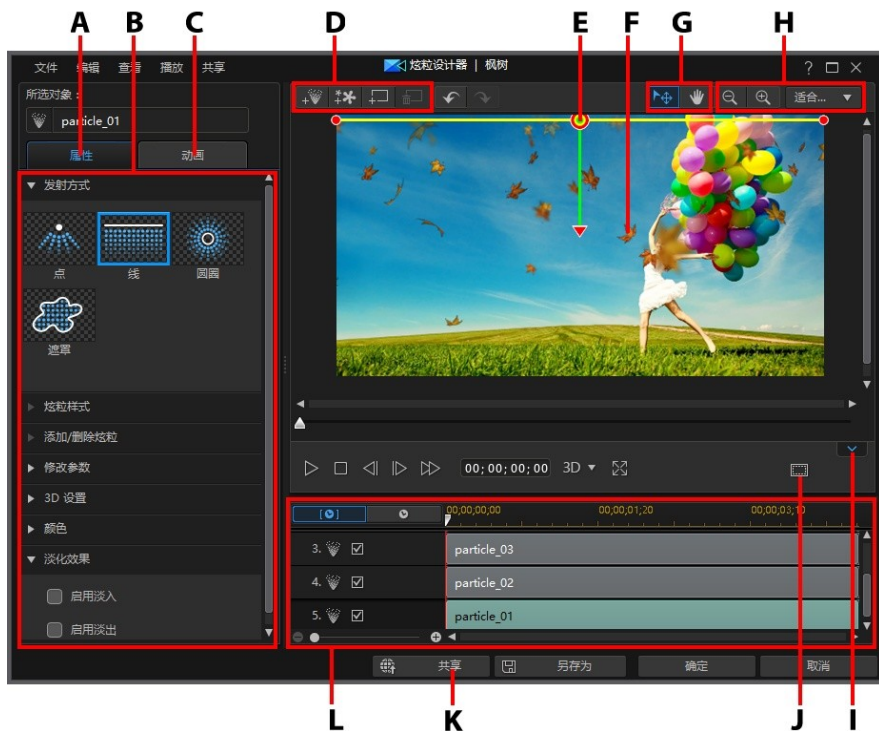 A B C D E F G H
文件 编辑 查看 播放 共享
炫粒设计器 | 枫树
?
所选对象：
particle_01
属性 动画
适合...
发射方式
点 线 圆圈
遮罩
炫粒样式
添加/删除炫粒
修改参数
3D 设置
颜色
淡化效果
启用淡入
启用淡出
00;00;00;00 3D
00;00;00;00 00;00;01;20 00;00;03;10
3. particle_03
4. particle_02
5. particle_01
共享 另存为 确定 取消
L K J I